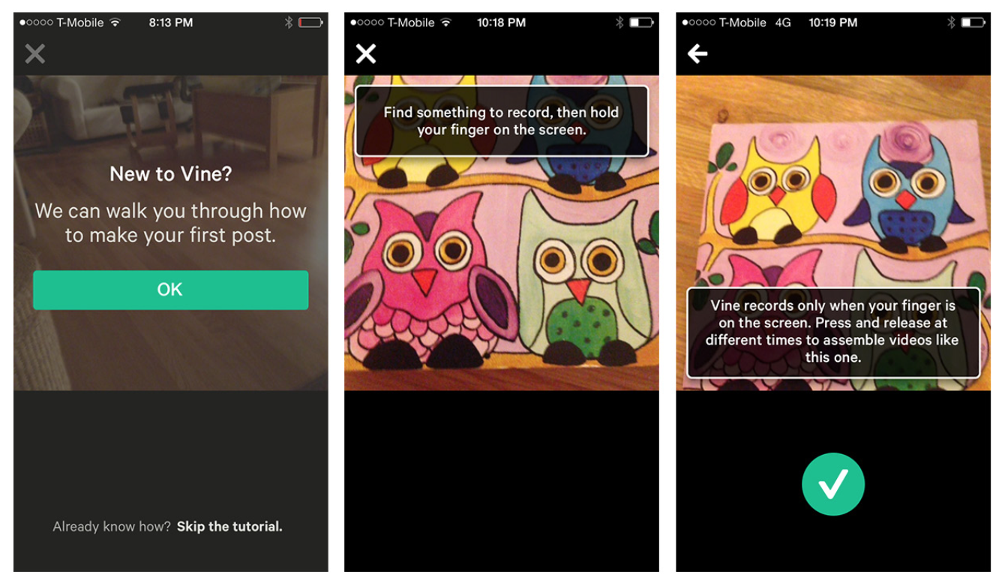 T-Mobile 8:13 PM
New to Vine?
We can walk you through how
to make your first post.
OK
Already know how? Skip the tutorial.
T-Mobile 10:18 PM
Find something to record, then hold
your finger on the screen.
T-Mobile 4G 10:19 PM
Vine records only when your finger is
on the screen. Press and release at
different times to assemble videos like
this one.